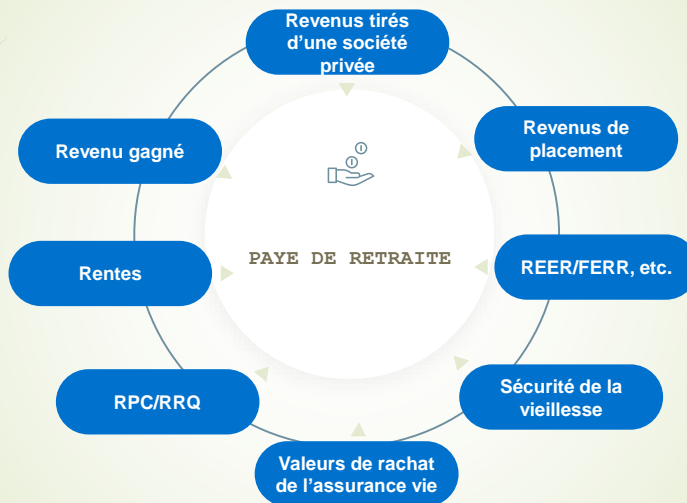 Revenus tirés
d’une société
privée
Revenu gagné
Revenus de
placement
PAYE DE RETRAITE
Rentes
REER/FERR, etc.
RPC/RRQ
Sécurité de la
vieillesse
Valeurs de rachat
de l’assurance vie